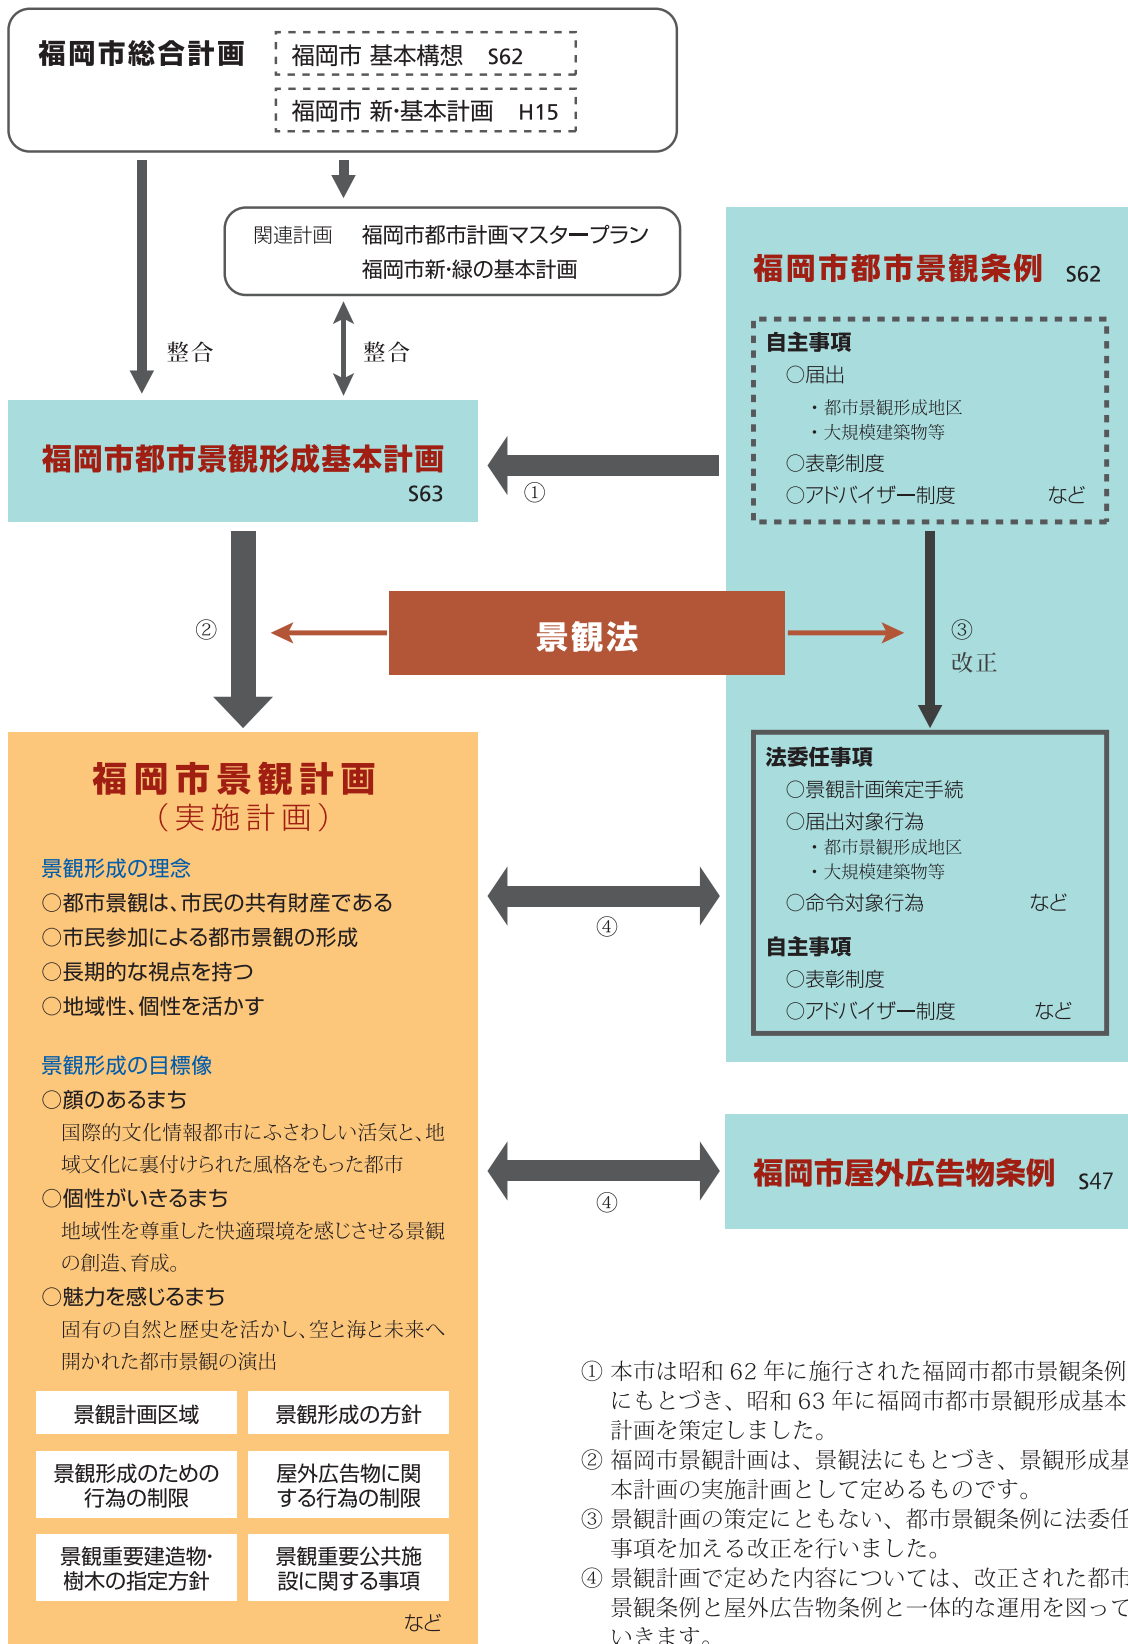 福岡市総合計画
福岡市 基本構想 S62
福岡市 新・基本計画 H15
関連計画 福岡市都市計画マスタープラン
福岡市新・緑の基本計画
整合
整合
福岡市都市景観形成基本計画
S63
①
福岡市都市景観条例 S62
自主事項
○届出
・都市景観形成地区
・大規模建築物等
○表彰制度
○アドバイザー制度 など
景観法
②
③
改正
福岡市景観計画
（実施計画）
景観形成の理念
○都市景観は、市民の共有財産である
○市民参加による都市景観の形成
○長期的な視点を持つ
○地域性、個性を活かす
景観形成の目標像
○顔のあるまち
国際的文化情報都市にふさわしい活気と、地
域文化に裏付けられた風格をもった都市
○個性がいきるまち
地域性を尊重した快適環境を感じさせる景観
の創造、育成。
○魅力を感じるまち
固有の自然と歴史を活かし、空と海と未来へ
開かれた都市景観の演出
景観計画区域
景観形成の方針
景観形成のための
行為の制限
屋外広告物に関
する行為の制限
景観重要建造物・
樹木の指定方針
景観重要公共施
設に関する事項
など
④
法委任事項
○景観計画策定手続
○届出対象行為
・都市景観形成地区
・大規模建築物等
○命令対象行為 など
自主事項
○表彰制度
○アドバイザー制度 など
④
福岡市屋外広告物条例 S47
① 本市は昭和 62 年に施行された福岡市都市景観条例
にもとづき、昭和 63 年に福岡市都市景観形成基本
計画を策定しました。
② 福岡市景観計画は、景観法にもとづき、景観形成基
本計画の実施計画として定めるものです。
③ 景観計画の策定にともない、都市景観条例に法委任
事項を加える改正を行いました。
④ 景観計画で定めた内容については、改正された都市
景観条例と屋外広告物条例と一体的な運用を図って
いきます。